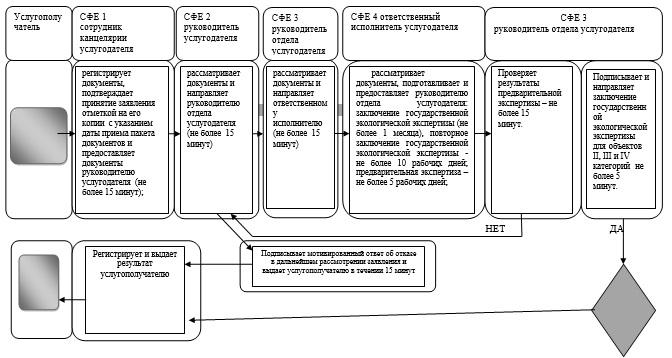 Услугополу
чатель
СФЕ 1
сотрудник
канцелярии
услугодателя
СФЕ 2
руководитель
услугодателя
СФЕ 3
руководитель
отдела
услугодателя
СФЕ 4 ответственный
исполнитель услугодателя
СФЕ 3
руководитель отдела услугодателя
регистрирует
документы,
подтверждает
принятие заявления
отметкой на его
копии с указанием
даты приема пакета
документов и
предоставляет
документы
руководителю
услугодателя (не
более 15 минут);
рассматривает
документы и
направляет
руководителю
отдела
услугодателя
(не более 15
минут)
рассматривает
документы и
направляет
ответственном
у
исполнителю
(не более 15
минут)
рассматривает
документы, подготавливает и
предоставляет руководителю
отдела услугодателя:
заключение государственной
экологической экспертизы (не
более 1 месяца), повторное
заключение государственной
экологической экспертизы -
не более 10 рабочих дней;
предварительная экспертиза –
не более 5 рабочих дней;
Проверяет
результаты
предварительной
экспертизы – не
более 15
минут.
Подписывает и
направляет
заключение
государственн
ой
экологической
экспертизы
для объектов
II, III и IV
категорий не
более 5
минут.
НЕТ
ДА
Регистрирует и выдает
результат
услугополучателю
Подписывает мотивированный ответ об отказе
в дальнейшем рассмотрении заявления и
выдает услугополучателю в течении 15 минут